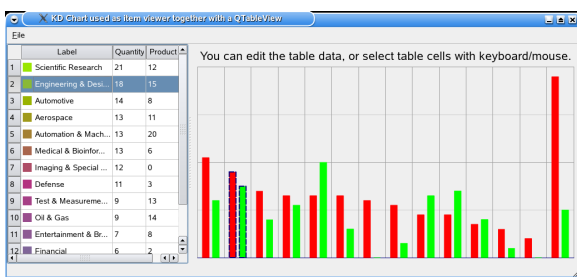 KD Chart used as item viewer together with a QTableView
File
Label Quantity Product
You can edit the table data, or select table cells with keyboard/mouse.
1 Scientific Research 21 12
2 Engineering & Desi... 18 15
3 Automotive 14 8
4 Aerospace 13 11
5 Automation & Mach... 13 20
6 Medical & Bioinfor... 13 6
7 Imaging & Special ... 12 0
8 Defense 11 3
9 Test & Measureme... 9 13
10 Oil & Gas 9 14
11 Entertainment & Br... 7 8
12 Financial 6 2